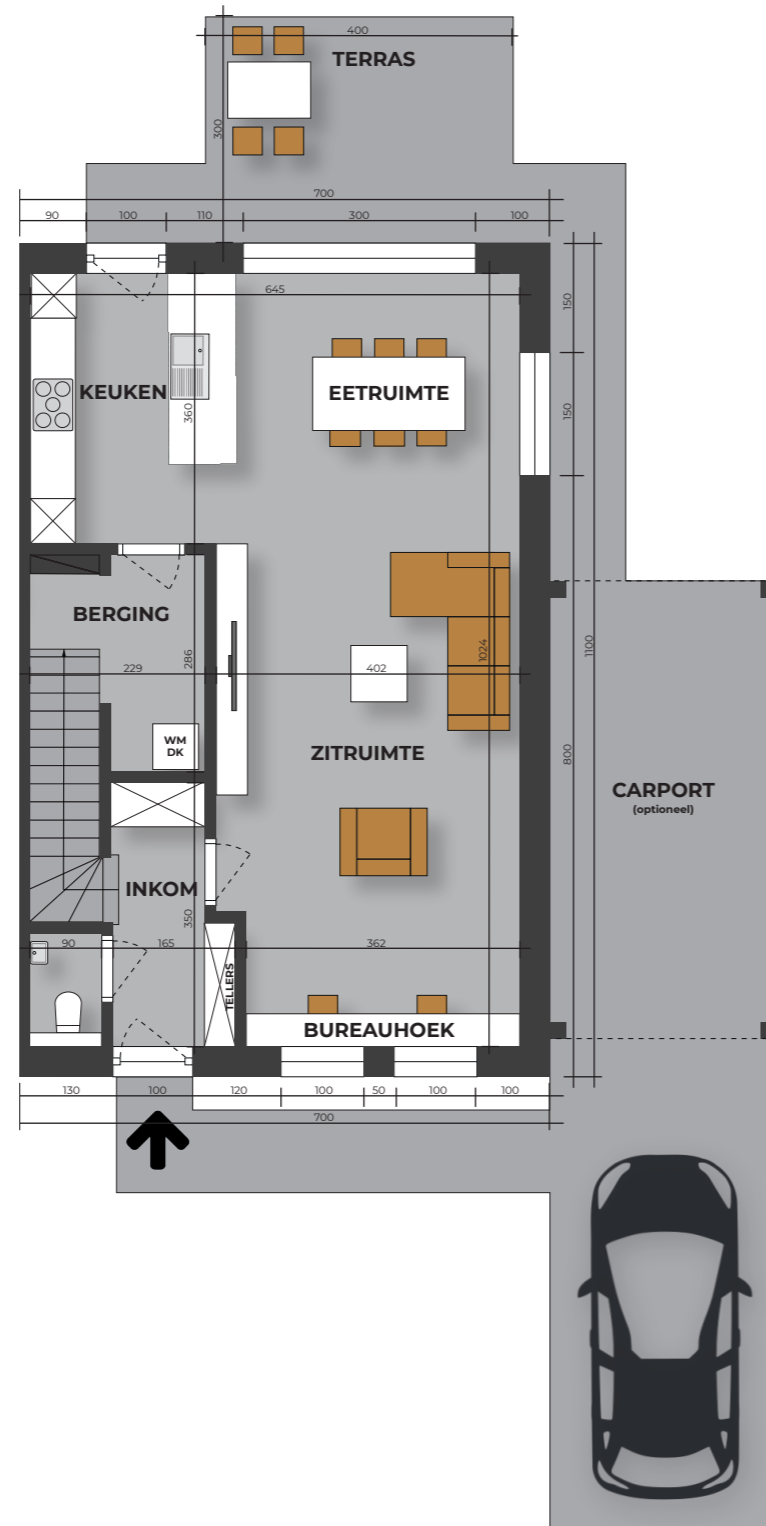 400
TERRAS
300
700
90
100
110
300
100
645
150
KEUKEN
EETRUIMTE
360
150
BERGING
229
286
402
1024
1100
WM
DK
ZITRUIMTE
800
CARPORT
(optioneel)
INKOM
350
90
165
362
TELLERS
BUREAUHOEK
130
100
120
100
50
100
100
700